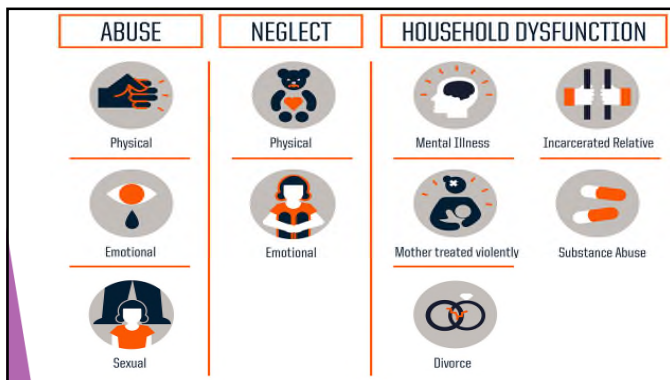 ABUSE
NEGLECT
HOUSEHOLD DYSFUNCTION
Physical
Physical
Mental Illness
Incarcerated Relative
Emotional
Emotional
Mother treated violently
Substance Abuse
Sexual
Divorce